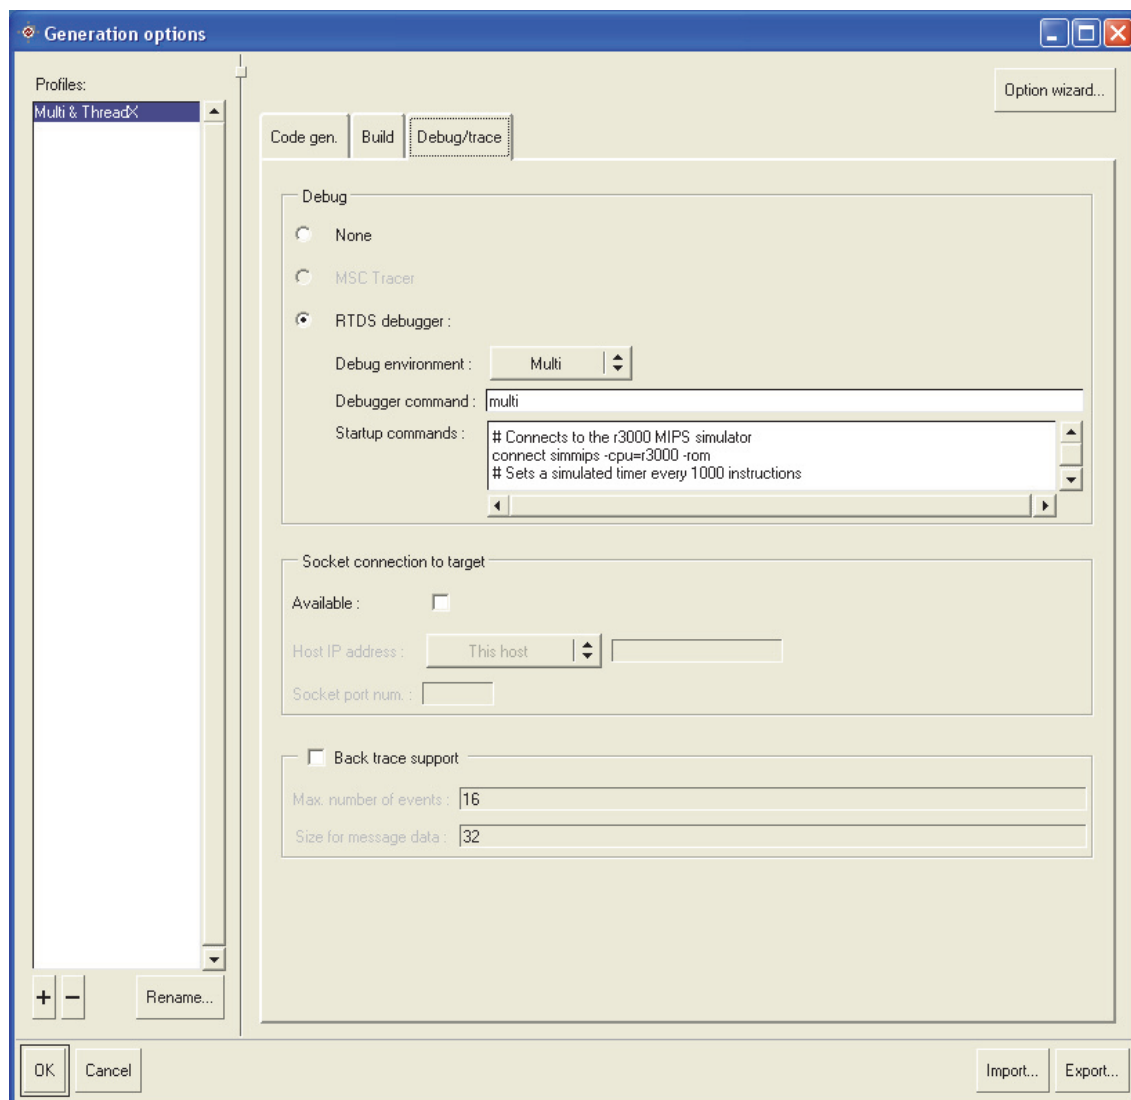 Generation options
Profiles:
Multi & ThreadX
Option wizard...
Code gen. Build Debug/trace
Debug
None
MSC Tracer
RTDS debugger :
Debug environment : Multi
Debugger command : multi
Startup commands : # Connects to the r3000 MIPS simulator
connect simmips -cpu=r3000 -rom
# Sets a simulated timer every 1000 instructions
Socket connection to target
Available :
Host IP address : This host
Socket port num. :
Back trace support
Max. number of events : 16
Size for message data : 32
+ − Rename...
OK Cancel Import... Export...